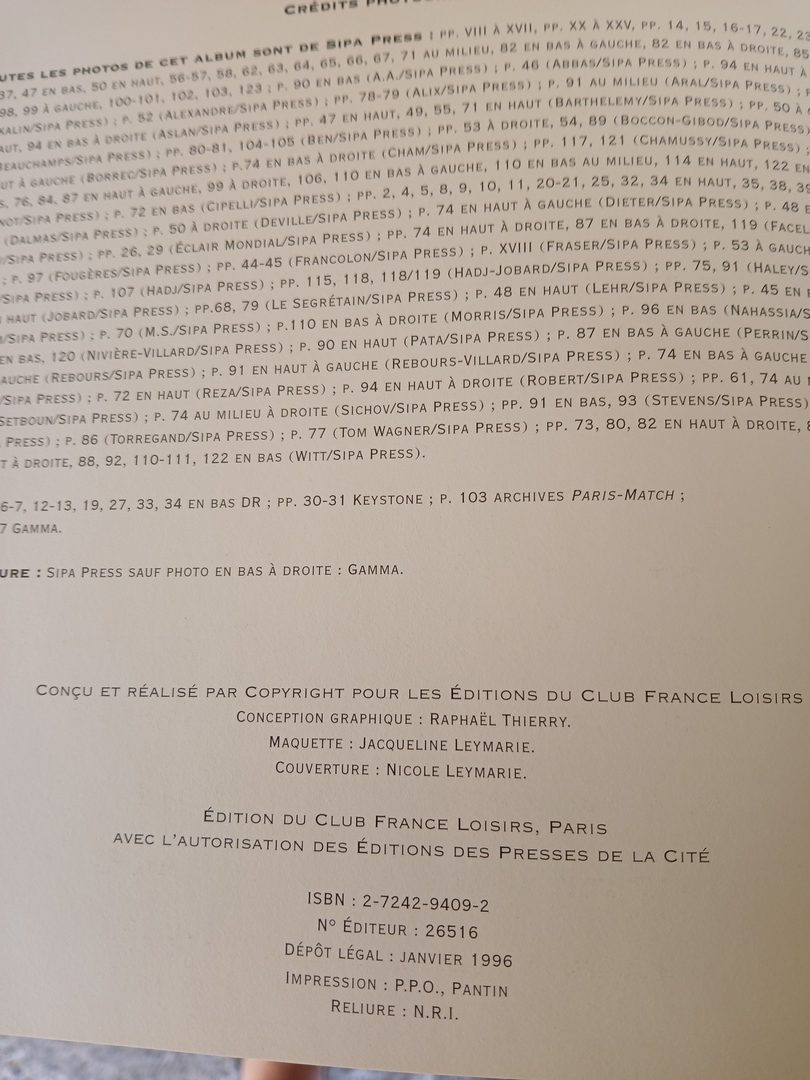 CRÉDITS
UTES LES PHOTOS DE CET ALBUM SONT DE SIPA PRESS : PP. VIII À XVII, PP. XX À XXV, PP. 14, 15, 16-17, 22, 23
37, 47 EN BAS, 50 EN HAUT, 56-57, 58, 62, 63, 64, 65, 66, 67, 71 AU MILIEU, 82 EN BAS À GAUCHE, 82 EN BAS À DROITE, 85
98, 99 À GAUCHE, 100-101, 102, 103, 123 ; P. 90 EN BAS (A.A./SIPA PRESS) ; P. 46 (ABBAS/SIPA PRESS) ; P. 94 EN HAUT À
KALIN/SIPA PRESS) ; P. 52 (ALEXANDRE/SIPA PRESS) ; PP. 78-79 (ALIX/SIPA PRESS) ; P. 91 AU MILIEU (ARAL/SIPA PRESS) ;
AUT, 94 EN BAS À DROITE (ASLAN/SIPA PRESS) ; PP. 47 EN HAUT, 49, 55, 71 EN HAUT (BARTHELEMY/SIPA PRESS) ; PP. 50 À
BEAUCHAMPS/SIPA PRESS) ; PP. 80-81, 104-105 (BEN/SIPA PRESS) ; PP. 53 À DROITE, 54, 89 (BOCCON-GIBOD/SIPA PRESS)
UT À GAUCHE (BORREC/SIPA PRESS) ; P.74 EN BAS À DROITE (CHAM/SIPA PRESS) ; PP. 117, 121 (CHAMUSSY/SIPA PRESS) ;
S, 76, 84, 87 EN HAUT À GAUCHE, 99 À DROITE, 106, 110 EN BAS À GAUCHE, 110 EN BAS AU MILIEU, 114 EN HAUT, 122 EN
NOT/SIPA PRESS) ; P. 72 EN BAS (CIPELLI/SIPA PRESS) ; PP. 2, 4, 5, 8, 9, 10, 11, 20-21, 25, 32, 34 EN HAUT, 35, 38, 39
(DALMAS/SIPA PRESS) ; P. 50 À DROITE (DEVILLE/SIPA PRESS) ; P. 74 EN HAUT À GAUCHE (DIETER/SIPA PRESS) ; P. 48 E
/SIPA PRESS) ; PP. 26, 29 (ÉCLAIR MONDIAL/SIPA PRESS) ; PP. 74 EN HAUT À DROITE, 87 EN BAS À DROITE, 119 (FACEL
; P. 97 (FOUGÈRES/SIPA PRESS) ; PP. 44-45 (FRANCOLON/SIPA PRESS) ; P. XVIII (FRASER/SIPA PRESS) ; P. 53 À GAUCH
/SIPA PRESS) ; P. 107 (HADJ/SIPA PRESS) ; PP. 115, 118, 118/119 (HADJ-JOBARD/SIPA PRESS) ; PP. 75, 91 (HALEY/S
HAUT (JOBARD/SIPA PRESS) ; PP.68, 79 (LE SEGRÉTAIN/SIPA PRESS) ; P. 48 EN HAUT (LEHR/SIPA PRESS) ; P. 45 EN
/SIPA PRESS) ; P. 70 (M.S./SIPA PRESS) ; P.110 EN BAS À DROITE (MORRIS/SIPA PRESS) ; P. 96 EN BAS (NAHASSIA/S
EN BAS, 120 (NIVIÈRE-VILLARD/SIPA PRESS) ; P. 90 EN HAUT (PATA/SIPA PRESS) ; P. 87 EN BAS À GAUCHE (PERRIN/S
AUCHE (REBOURS/SIPA PRESS) ; P. 91 EN HAUT À GAUCHE (REBOURS-VILLARD/SIPA PRESS) ; P. 74 EN BAS À GAUCHE
/SIPA PRESS) ; P. 72 EN HAUT (REZA/SIPA PRESS) ; P. 94 EN HAUT À DROITE (ROBERT/SIPA PRESS) ; PP. 61, 74 AU
SETBOUN/SIPA PRESS) ; P. 74 AU MILIEU À DROITE (SICHOV/SIPA PRESS) ; PP. 91 EN BAS, 93 (STEVENS/SIPA PRESS)
PRESS) ; P. 86 (TORREGAND/SIPA PRESS) ; P. 77 (TOM WAGNER/SIPA PRESS) ; PP. 73, 80, 82 EN HAUT À DROITE,
T À DROITE, 88, 92, 110-111, 122 EN BAS (WITT/SIPA PRESS).
6-7, 12-13, 19, 27, 33, 34 EN BAS DR ; PP. 30-31 KEYSTONE ; P. 103 ARCHIVES PARIS-MATCH ;
7 GAMMA.
URE : SIPA PRESS SAUF PHOTO EN BAS À DROITE : GAMMA.
CONÇU ET RÉALISÉ PAR COPYRIGHT POUR LES ÉDITIONS DU CLUB FRANCE LOISIRS
CONCEPTION GRAPHIQUE : RAPHAËL THIERRY.
MAQUETTE : JACQUELINE LEYMARIE.
COUVERTURE : NICOLE LEYMARIE.
ÉDITION DU CLUB FRANCE LOISIRS, PARIS
AVEC L'AUTORISATION DES ÉDITIONS DES PRESSES DE LA CITÉ
ISBN : 2-7242-9409-2
N° ÉDITEUR : 26516
DÉPÔT LÉGAL : JANVIER 1996
IMPRESSION : P.P.O., PANTIN
RELIURE : N.R.I.